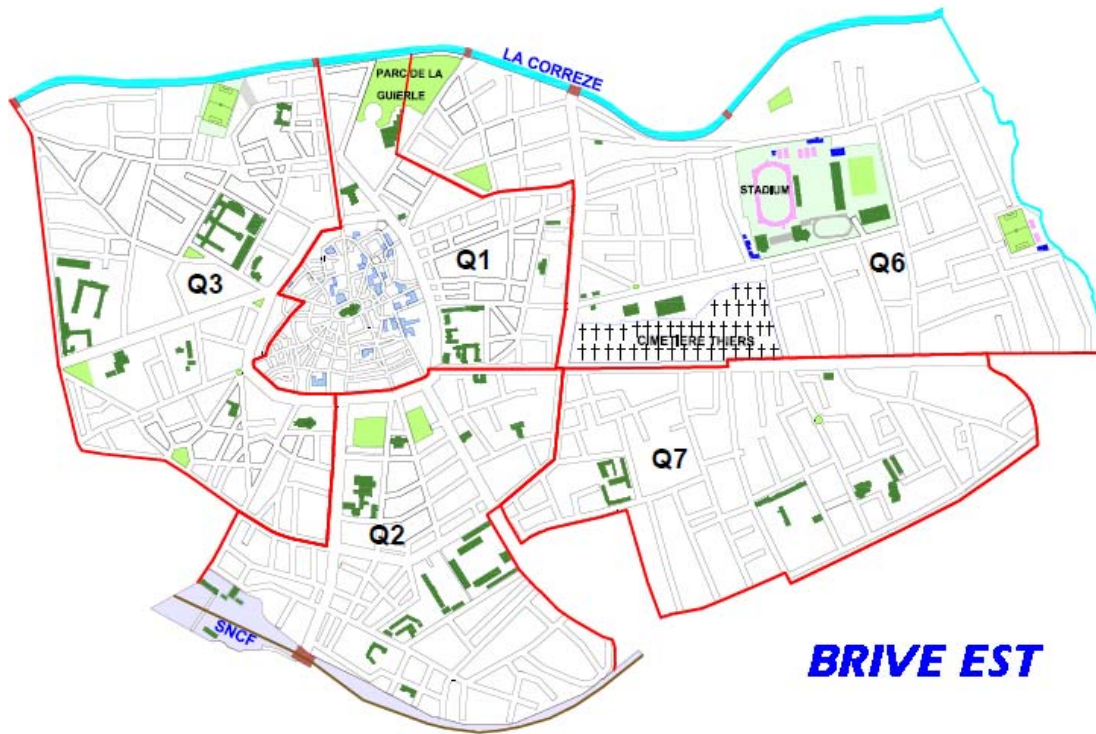 LA CORREZE
PARC DE LA
GUIERLE
STADIUM
Q1
Q6
Q3
CIMETIERE THIERS
Q7
Q2
SNCF
BRIVE EST